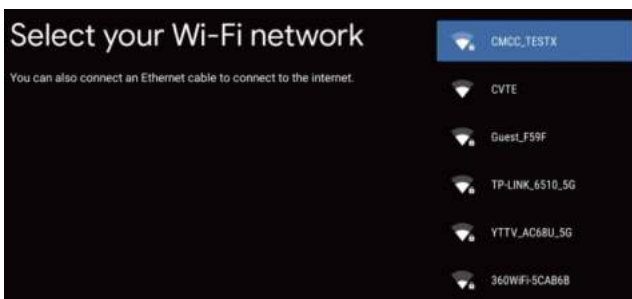 Select your Wi-Fi network
You can also connect an Ethernet cable to connect to the internet.
CMCC_TESTX
CVTE
Guest_F59F
TP-LINK_6510_5G
YTTV_AC68U_5G
360WiFi-5CAB6B